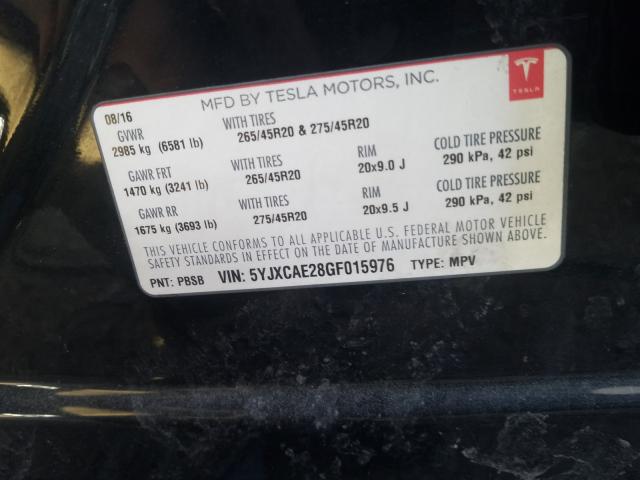 MFD BY TESLA MOTORS, INC.
TESLA
08/16
GVWR
2985 kg (6581 lb)
WITH TIRES
265/45R20 & 275/45R20
GAWR FRT
1470 kg (3241 lb)
WITH TIRES
265/45R20
RIM
20x9.0 J
COLD TIRE PRESSURE
290 kPa, 42 psi
GAWR RR
1675 kg (3693 lb)
WITH TIRES
275/45R20
RIM
20x9.5 J
COLD TIRE PRESSURE
290 kPa, 42 psi
THIS VEHICLE CONFORMS TO ALL APPLICABLE U.S. FEDERAL MOTOR VEHICLE
SAFETY STANDARDS IN EFFECT ON THE DATE OF MANUFACTURE SHOWN ABOVE.
PNT: PBSB VIN: 5YJXCAE28GF015976 TYPE: MPV